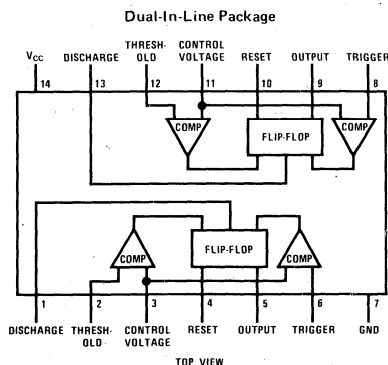 Dual-In-Line Package
VCC DISCHARGE THRESH-OLD CONTROL VOLTAGE RESET OUTPUT TRIGGER
14 13 12 11 10 9 8
COMP FLIP-FLOP COMP
COMP FLIP-FLOP COMP
1 2 3 4 5 6 7
DISCHARGE THRESH-OLD CONTROL VOLTAGE RESET OUTPUT TRIGGER GND
TOP VIEW